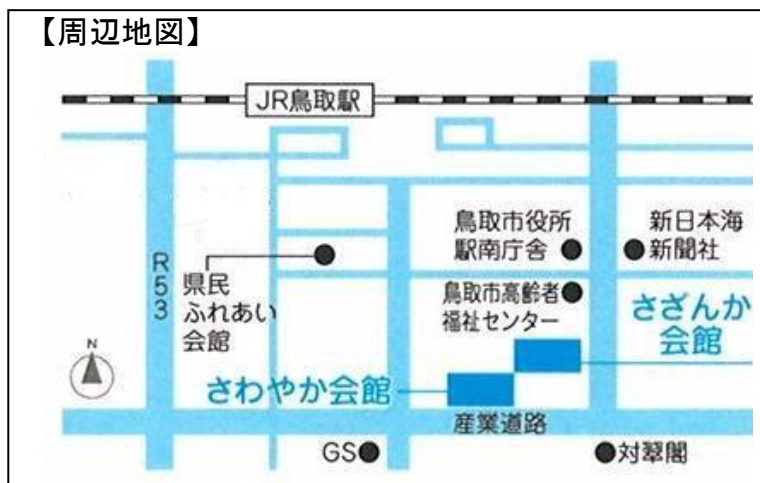 【周辺地図】
JR鳥取駅
鳥取市役所
駅南庁舎
新日本海
新聞社
R53
県民
ふれあい
会館
鳥取市高齢者
福祉センター
さざんか
会館
N
さわやか会館
産業道路
GS
対翠閣